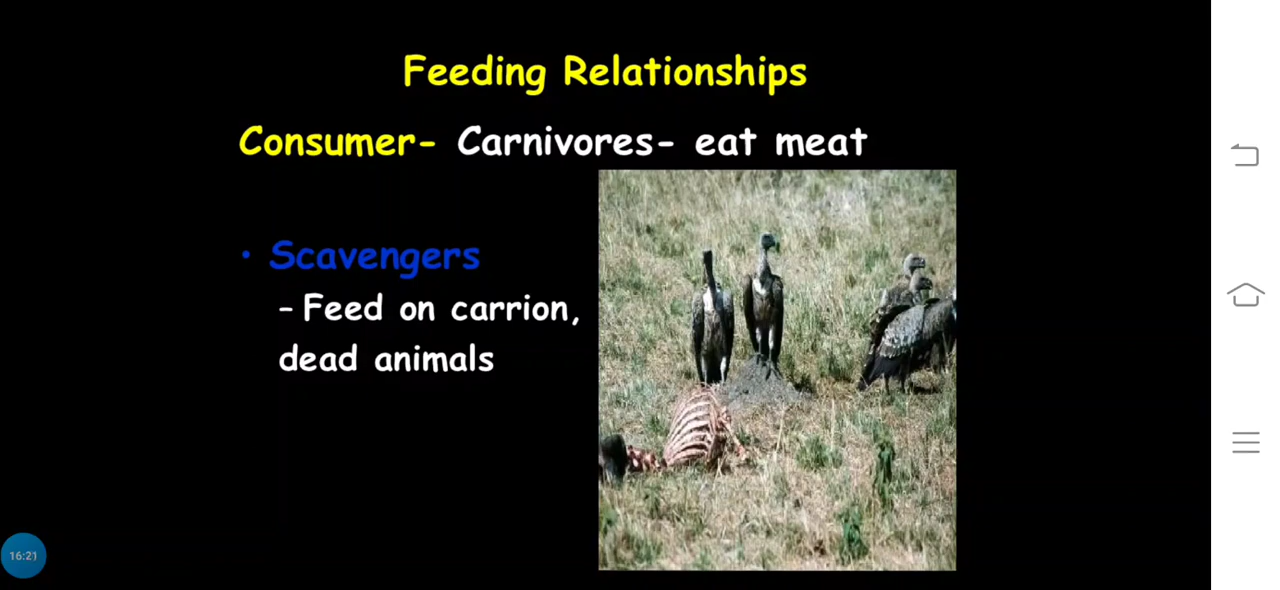 Feeding Relationships
Consumer- Carnivores- eat meat
• Scavengers
- Feed on carrion,
dead animals
16:21